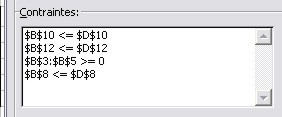 Contraintes:
$B$10 <= $D$10
$B$12 <= $D$12
$B$3:$B$5 >= 0
$B$8 <= $D$8